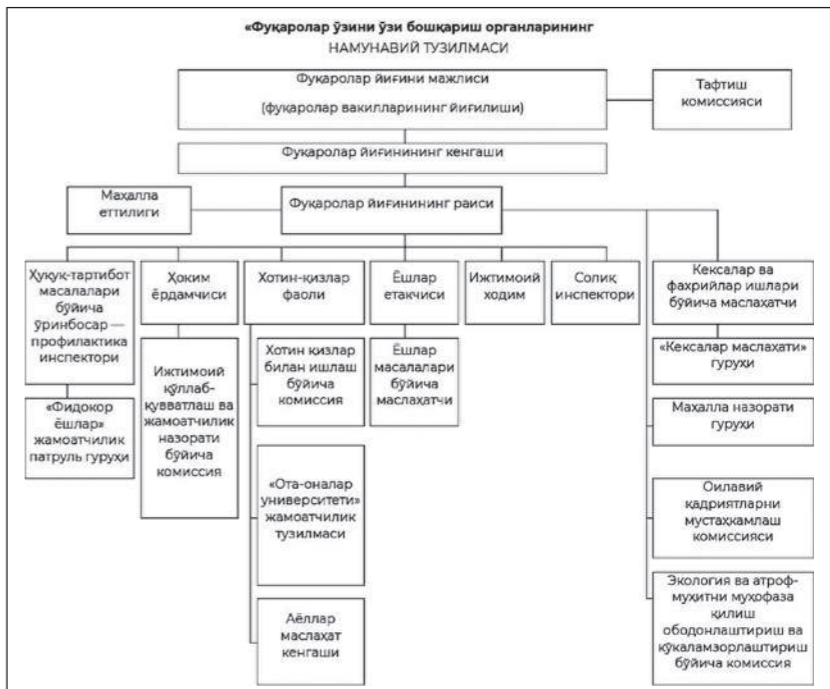 «Фуқаролар ўзини ўзи бошқариш органларининг
НАМУНАВИЙ ТУЗИЛМАСИ
Фуқаролар йиғини мажлиси
(фуқаролар вакилларининг йиғилиши)
Тафтиш
комиссияси
Фуқаролар йиғинининг кенгаши
Маҳалла
еттилиги
Фуқаролар йиғинининг раиси
Ҳуқуқ-тартибот
масалалари
бўйича
ўринбосар —
профилактика
инспектори
Ҳоким
ёрдамчиси
Хотин-қизлар
фаоли
Ёшлар
етакчиси
Ижтимоий
ходим
Солиқ
инспектори
Кексалар ва
фахрийлар ишлари
бўйича маслаҳатчи
«Фидокор
ёшлар»
жамоатчилик
патруль гуруҳи
Ижтимоий
қўллаб-
қувватлаш ва
жамоатчилик
назорати
бўйича
комиссия
Хотин қизлар
билан ишлаш
бўйича
комиссия
Ёшлар
масалалари
бўйича
маслаҳатчи
«Кексалар маслаҳати»
гуруҳи
Маҳалла назорати
гуруҳи
«Ота-оналар
университети»
жамоатчилик
тузилмаси
Оилавий
қадриятларни
мустаҳкамлаш
комиссияси
Аёллар
маслаҳат
кенгаши
Экология ва атроф-
муҳитни муҳофаза
қилиш
ободонлаштириш ва
кўкаламзорлаштириш
бўйича комиссия